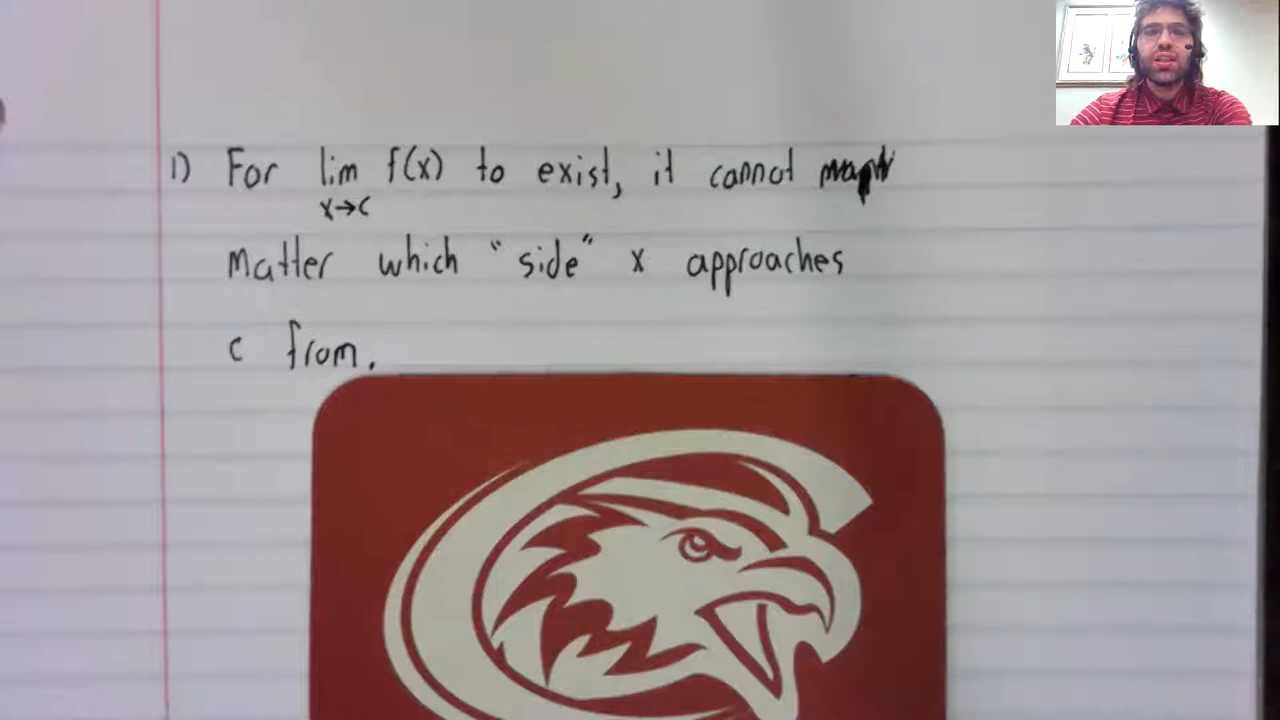 1) For lim f(x) to exist, it cannot
x→c
matter which "side" x approaches
c from.